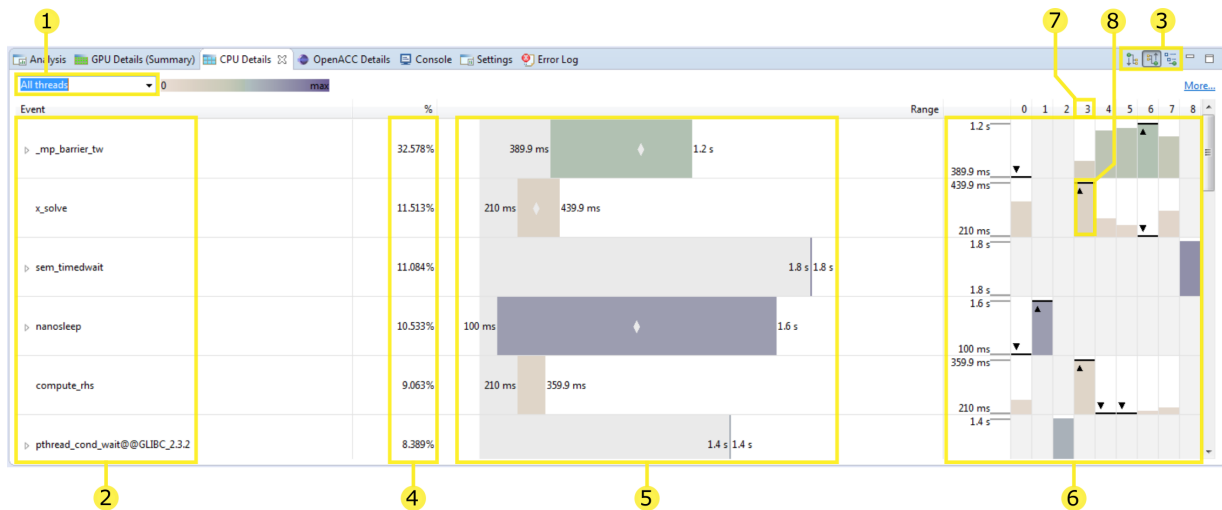 1 7 8 3
Analysis GPU Details (Summary) CPU Details OpenACC Details Console Settings Error Log
All threads 0 max More...
Event % Range 0 1 2 3 4 5 6 7 8
_mp_barrier_tw 32.578% 389.9 ms 1.2 s 1.2 s 389.9 ms
x_solve 11.513% 210 ms 439.9 ms 439.9 ms 210 ms
sem_timedwait 11.084% 1.8 s 1.8 s 1.8 s 1.8 s
nanosleep 10.533% 100 ms 1.6 s 1.6 s 100 ms
compute_rhs 9.063% 210 ms 359.9 ms 359.9 ms 210 ms
pthread_cond_wait@@GLIBC_2.3.2 8.389% 1.4 s 1.4 s 1.4 s
2 4 5 6